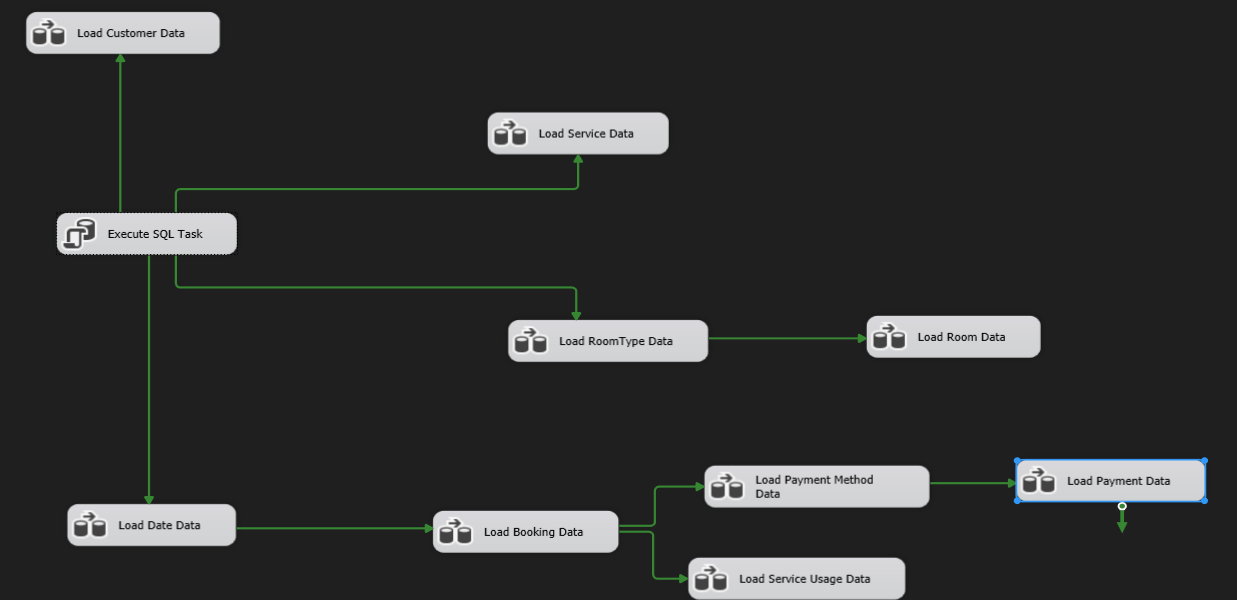 Load Customer Data
Load Service Data
Execute SQL Task
Load RoomType Data
Load Room Data
Load Payment Method
Data
Load Payment Data
Load Date Data
Load Booking Data
Load Service Usage Data